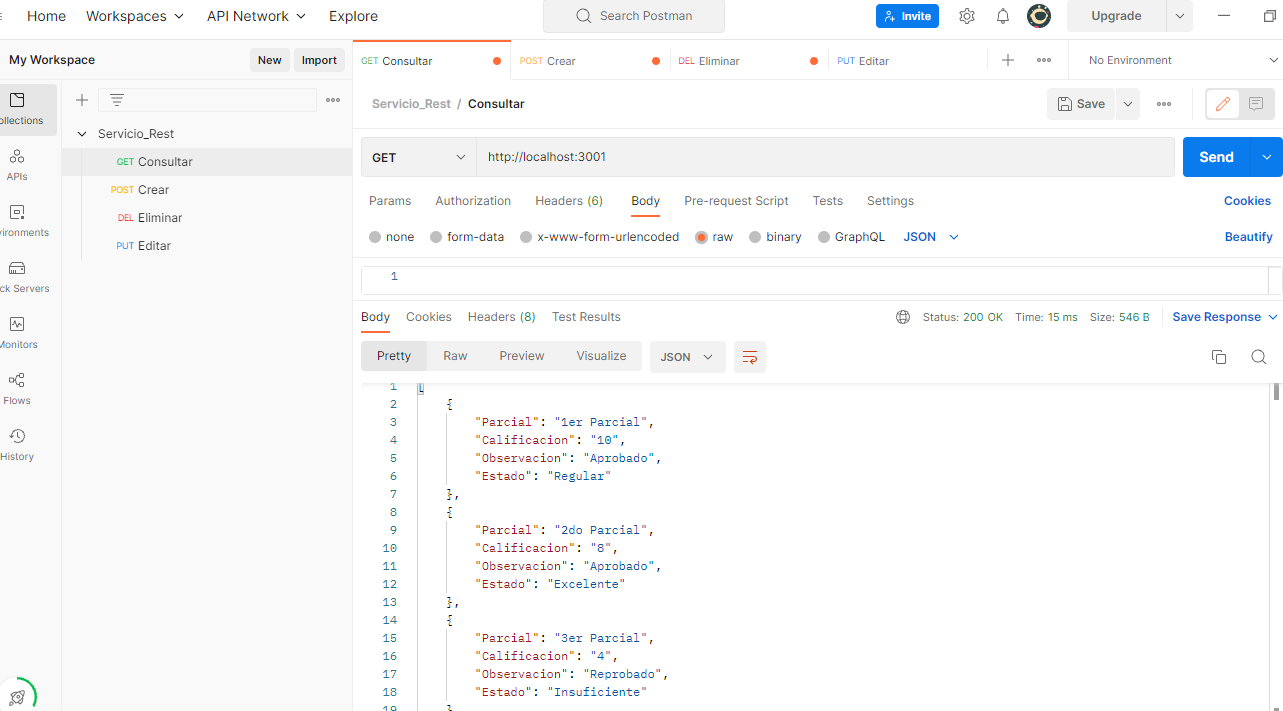 Home Workspaces API Network Explore Search Postman Invite Upgrade
My Workspace New Import GET Consultar POST Crear DEL Eliminar PUT Editar No Environment
Servicio_Rest / Consultar Save
ollections
Servicio_Rest
GET Consultar
POST Crear
DEL Eliminar
PUT Editar
APIs
vironments
ck Servers
Monitors
Flows
History
GET http://localhost:3001 Send
Params Authorization Headers (6) Body Pre-request Script Tests Settings Cookies
none form-data x-www-form-urlencoded raw binary GraphQL JSON Beautify
1
Body Cookies Headers (8) Test Results Status: 200 OK Time: 15 ms Size: 546 B Save Response
Pretty Raw Preview Visualize JSON
1 [
2 {
3 "Parcial": "1er Parcial",
4 "Calificacion": "10",
5 "Observacion": "Aprobado",
6 "Estado": "Regular"
7 },
8 {
9 "Parcial": "2do Parcial",
10 "Calificacion": "8",
11 "Observacion": "Aprobado",
12 "Estado": "Excelente"
13 },
14 {
15 "Parcial": "3er Parcial",
16 "Calificacion": "4",
17 "Observacion": "Reprobado",
18 "Estado": "Insuficiente"
19 }